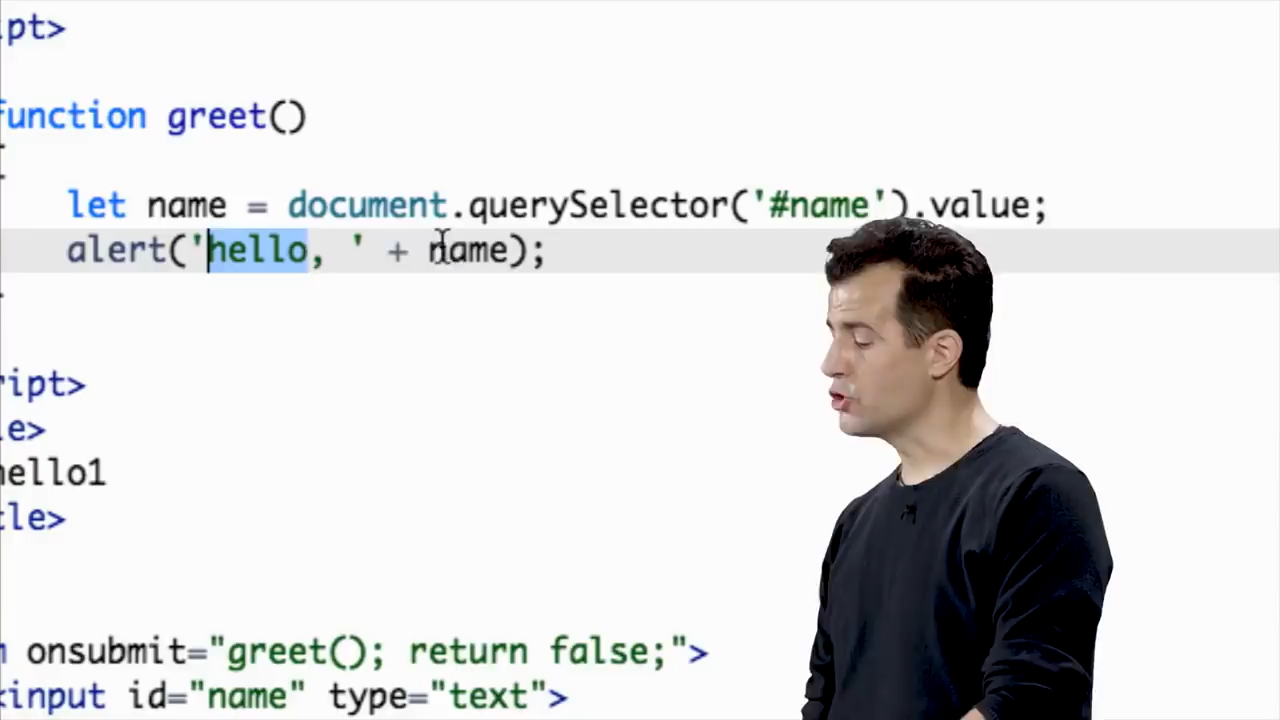 ipt>
function greet()
let name = document.querySelector('#name').value;
alert('hello, ' + name);
ript>
le>
hello1
tle>
onsubmit="greet(); return false;">
<input id="name" type="text">